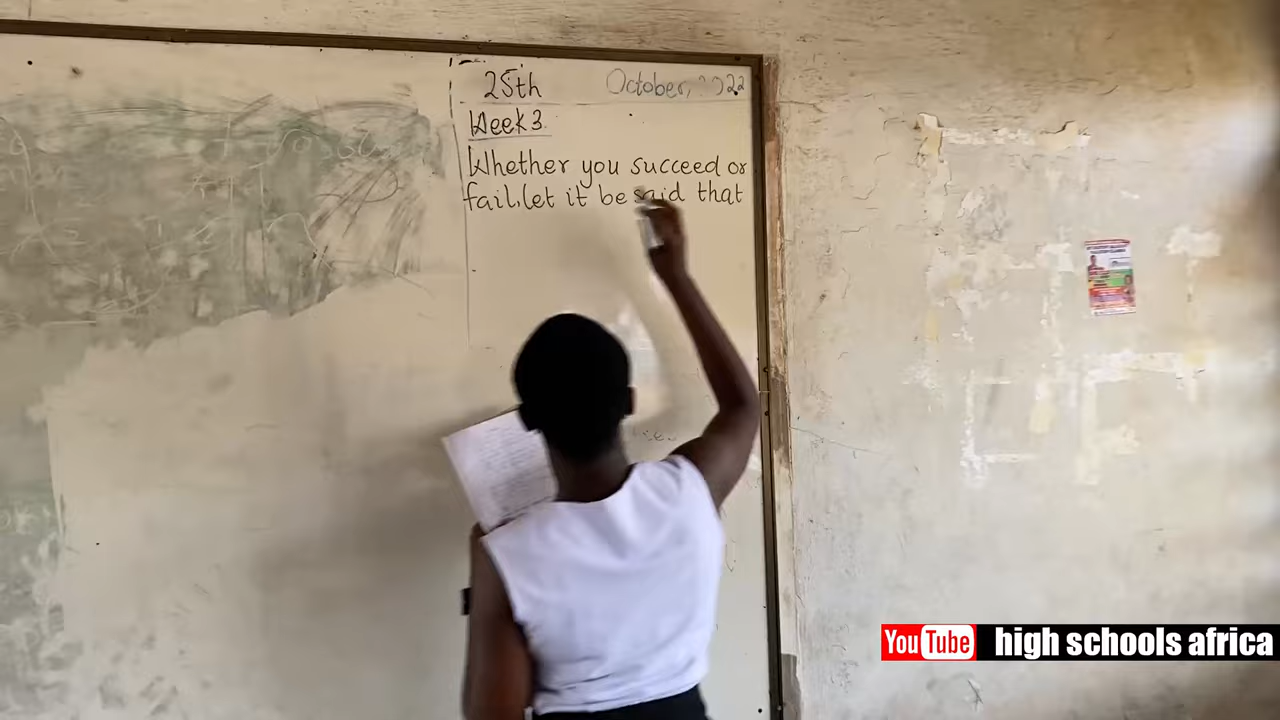 25th October, 2022
Week 3
Whether you succeed or
fail, let it be said that
YouTube high schools africa